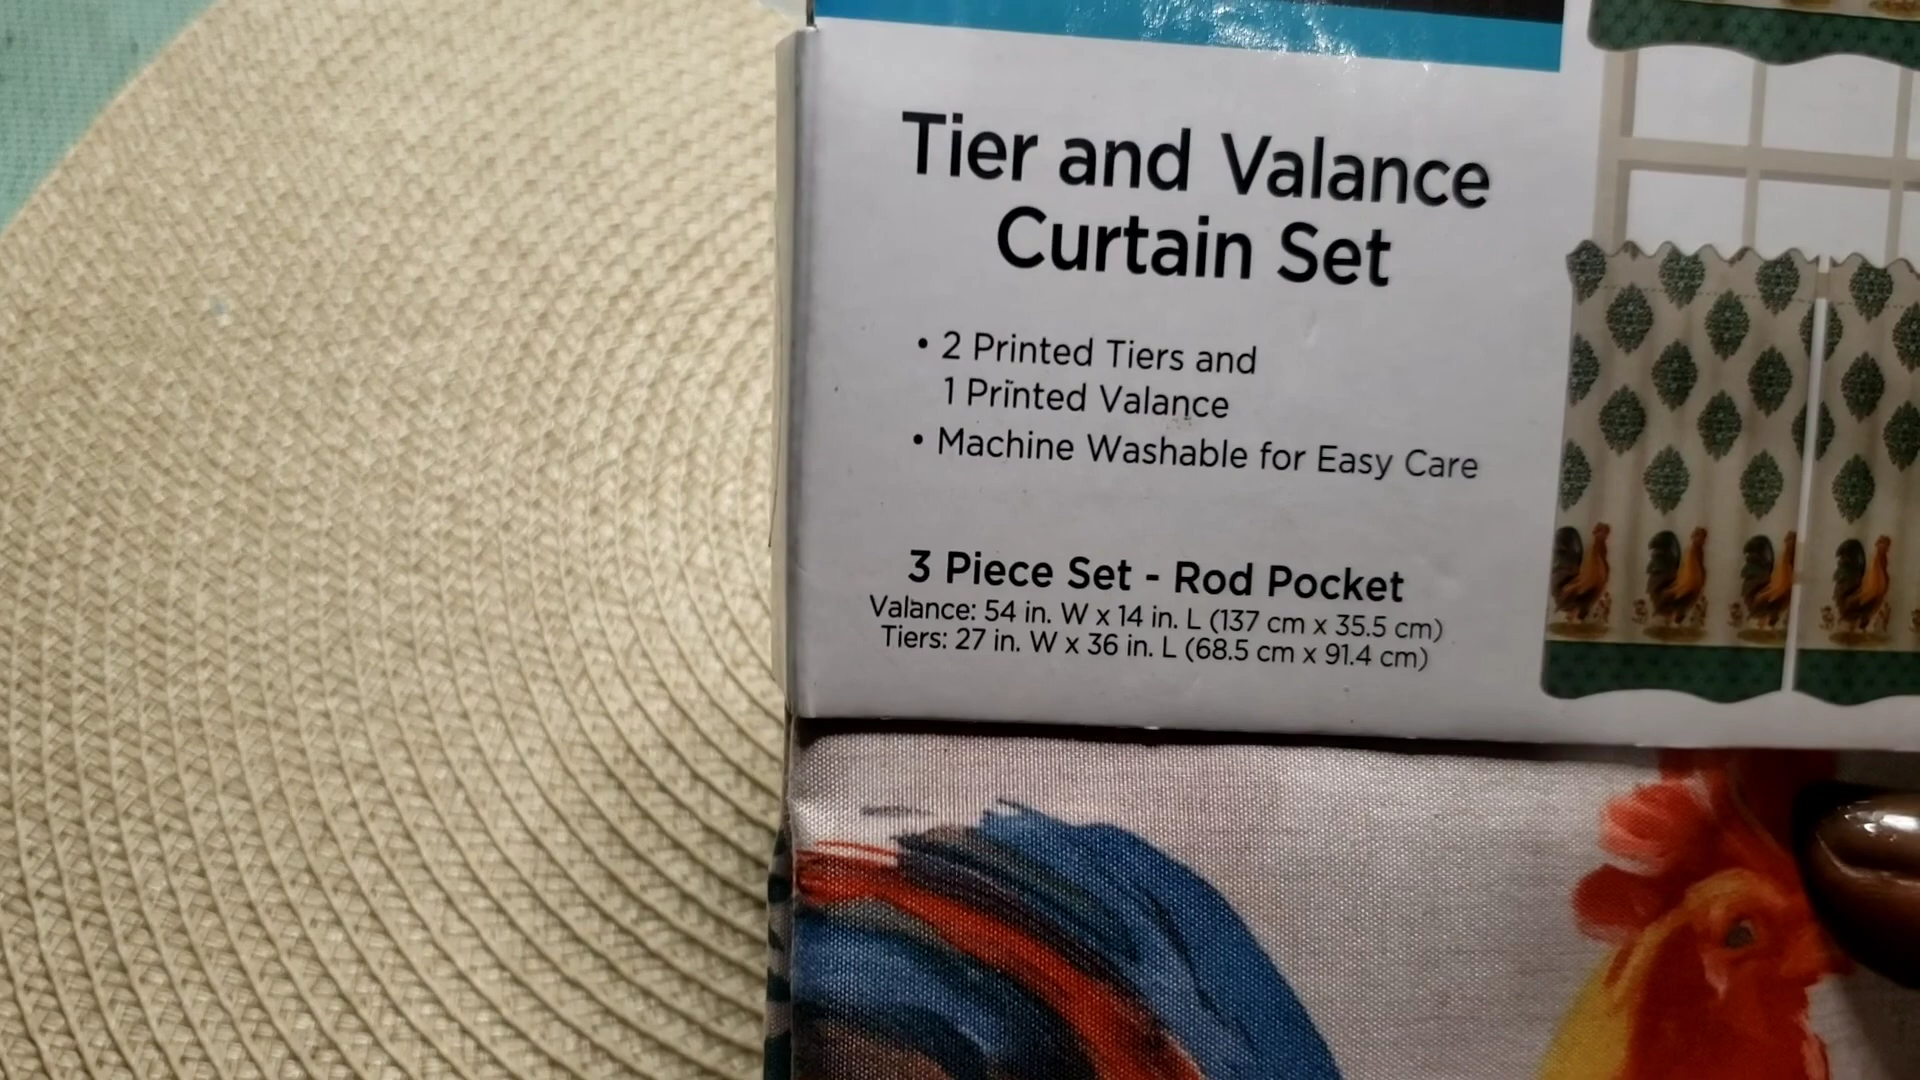 Tier and Valance
Curtain Set
• 2 Printed Tiers and
1 Printed Valance
• Machine Washable for Easy Care
3 Piece Set - Rod Pocket
Valance: 54 in. W x 14 in. L (137 cm x 35.5 cm)
Tiers: 27 in. W x 36 in. L (68.5 cm x 91.4 cm)